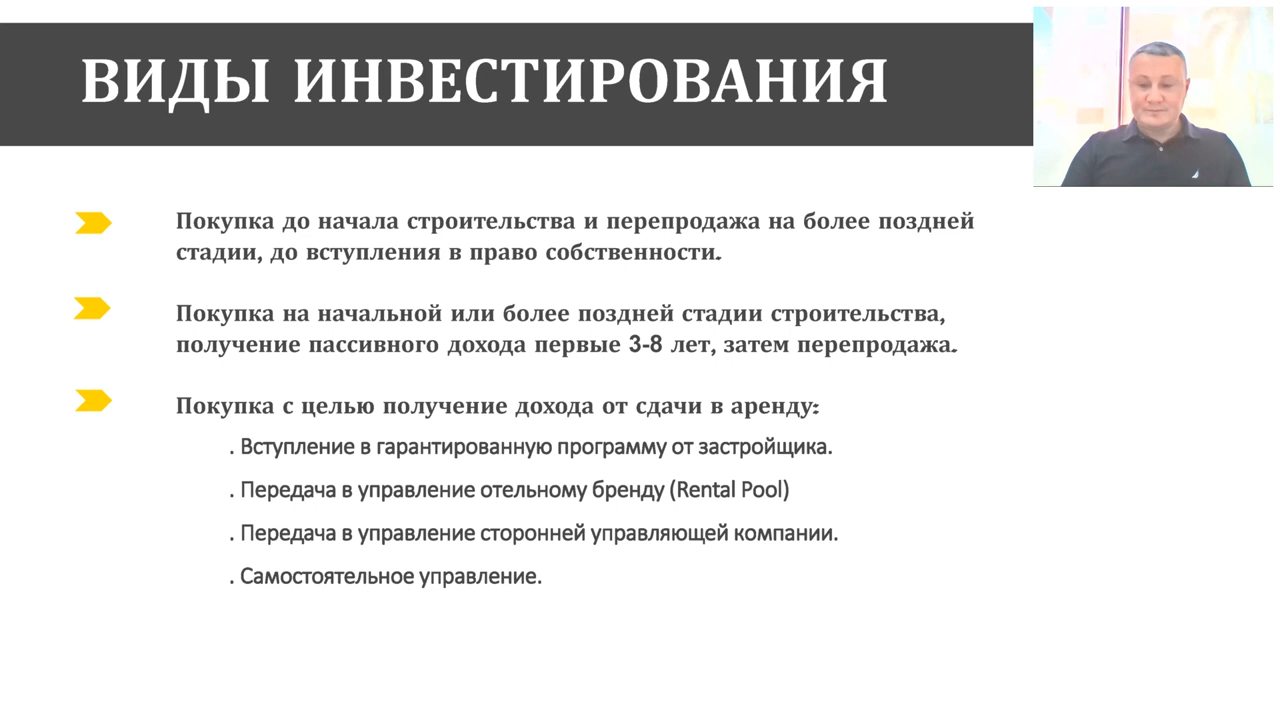 ВИДЫ ИНВЕСТИРОВАНИЯ
Покупка до начала строительства и перепродажа на более поздней
стадии, до вступления в право собственности.
Покупка на начальной или более поздней стадии строительства,
получение пассивного дохода первые 3-8 лет, затем перепродажа.
Покупка с целью получение дохода от сдачи в аренду:
. Вступление в гарантированную программу от застройщика.
. Передача в управление отельному бренду (Rental Pool)
. Передача в управление сторонней управляющей компании.
. Самостоятельное управление.